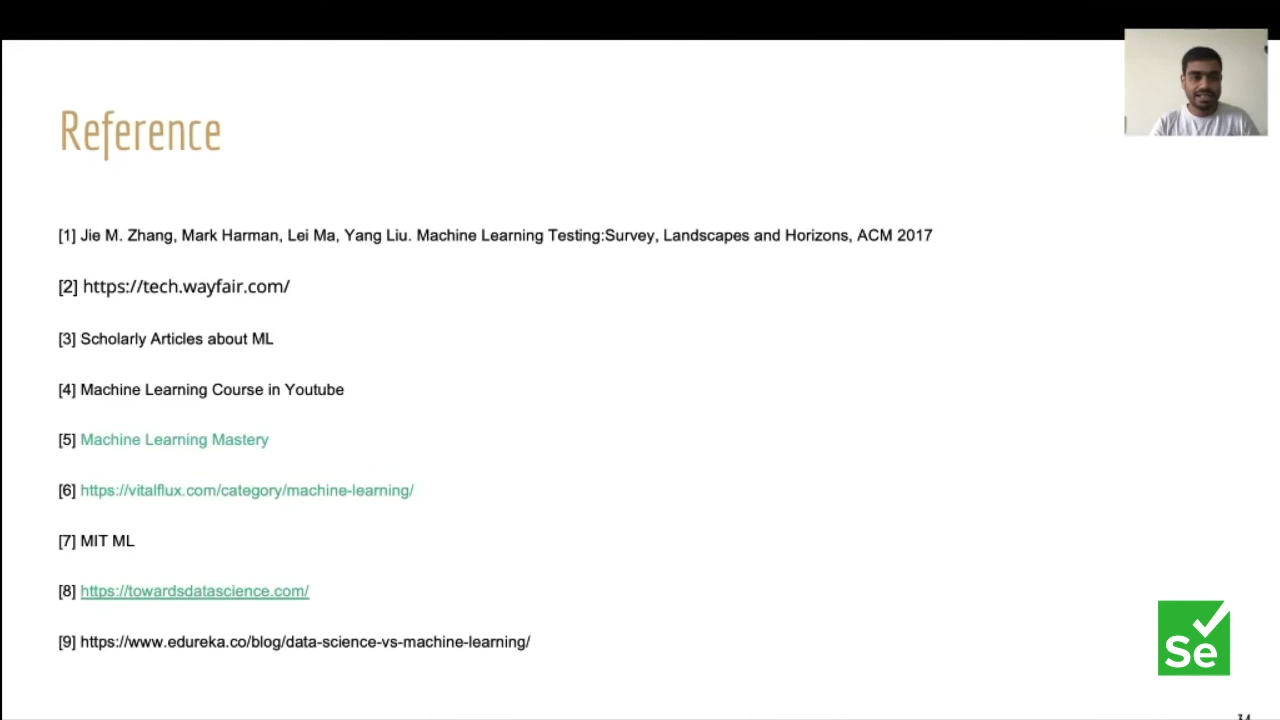 Reference
[1] Jie M. Zhang, Mark Harman, Lei Ma, Yang Liu. Machine Learning Testing:Survey, Landscapes and Horizons, ACM 2017
[2] https://tech.wayfair.com/
[3] Scholarly Articles about ML
[4] Machine Learning Course in Youtube
[5] Machine Learning Mastery
[6] https://vitalflux.com/category/machine-learning/
[7] MIT ML
[8] https://towardsdatascience.com/
[9] https://www.edureka.co/blog/data-science-vs-machine-learning/
Se